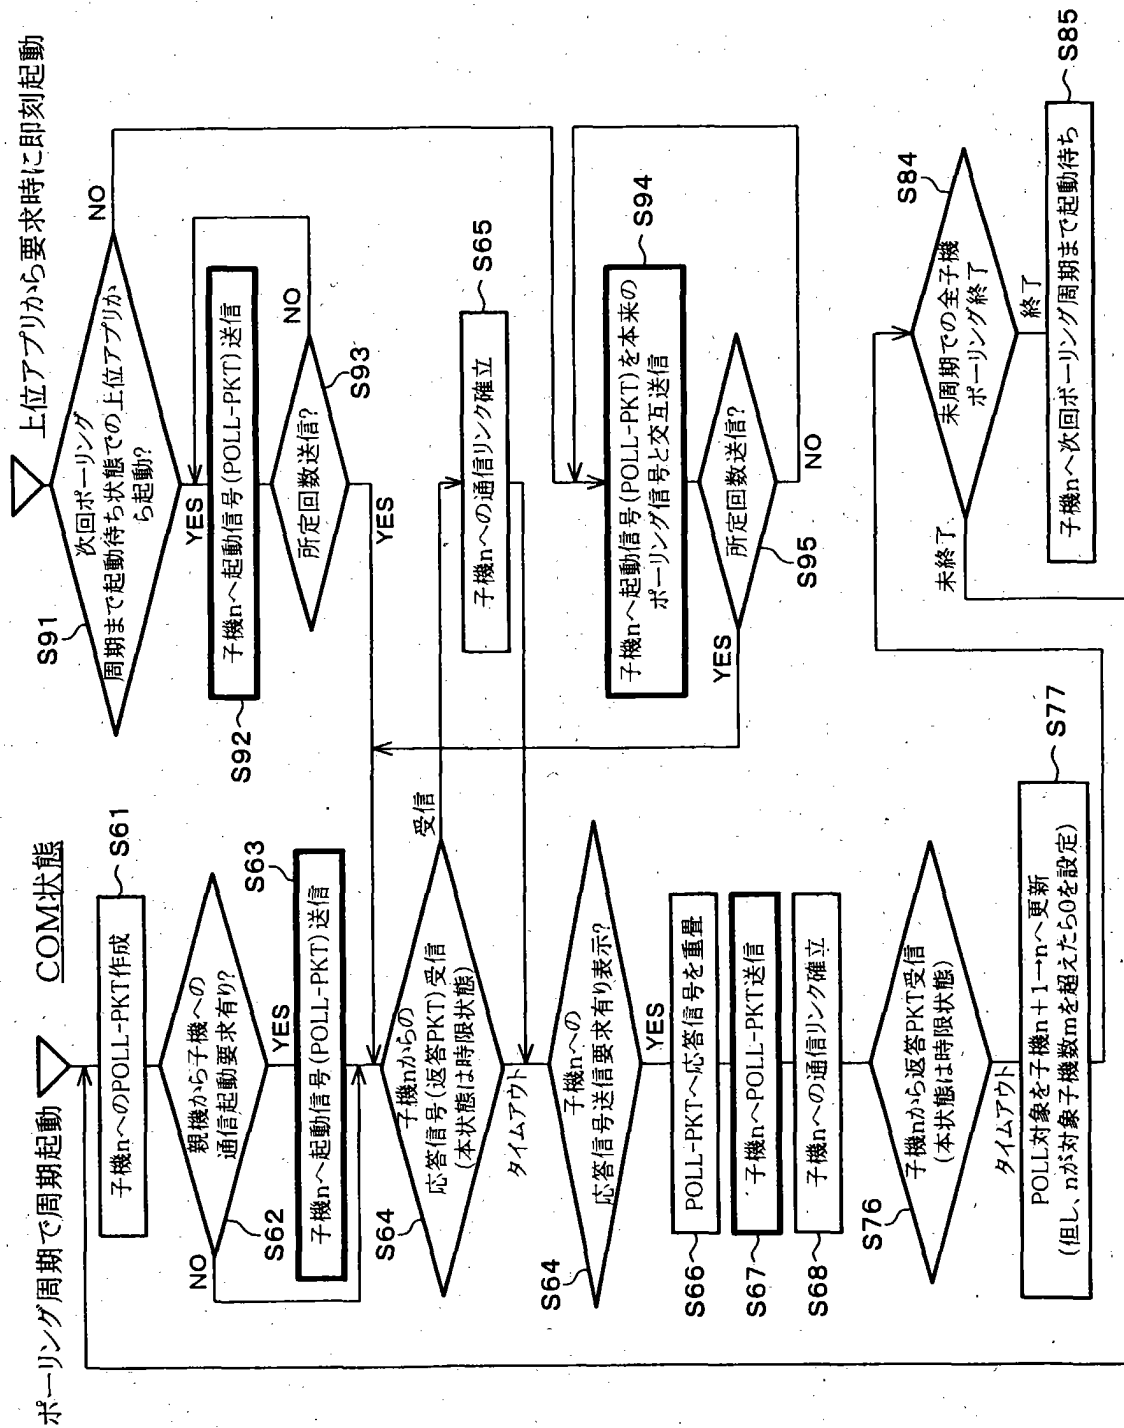 ポーリング周期で周期起動
COM状態
子機nへのPOLL-PKT作成
S61
親機から子機への
通信起動要求有り?
S62
NO
YES
子機nへ起動信号(POLL-PKT)送信
S63
子機nからの
応答信号(返答PKT)受信
(本状態は時限状態)
S64
受信
タイムアウト
子機nへの
応答信号送信要求有り表示?
S64
YES
POLL-PKTへ応答信号を重畳
S66
子機nへPOLL-PKT送信
S67
子機nへの通信リンク確立
S68
子機nから返答PKT受信
(本状態は時限状態)
S76
タイムアウト
POLL対象を子機n+1→nへ更新
(但し、nが対象子機数mを超えたら0を設定)
S77
上位アプリから要求時に即刻起動
次回ポーリング
周期まで起動待ち状態での上位アプリか
ら起動?
S91
NO
YES
子機nへ起動信号(POLL-PKT)送信
S92
所定回数送信?
S93
NO
YES
子機nへの通信リンク確立
S65
子機nへ起動信号(POLL-PKT)を本来の
ポーリング信号と交互送信
S94
所定回数送信?
S95
YES
NO
未周期での全子機
ポーリング終了
S84
未終了
終了
子機nへ次回ポーリング周期まで起動待ち
S85